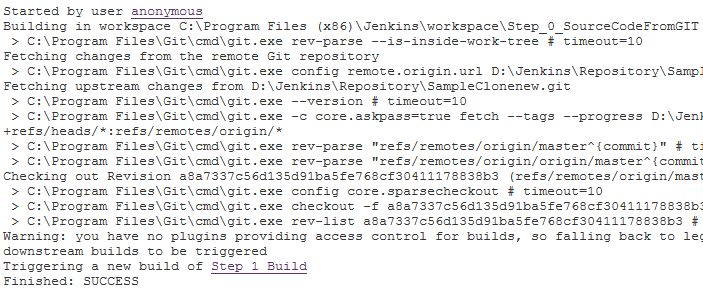 Started by user anonymous
Building in workspace C:\Program Files (x86)\Jenkins\workspace\Step_0_SourceCodeFromGIT
 > C:\Program Files\Git\cmd\git.exe rev-parse --is-inside-work-tree # timeout=10
Fetching changes from the remote Git repository
 > C:\Program Files\Git\cmd\git.exe config remote.origin.url D:\Jenkins\Repository\Sampl
Fetching upstream changes from D:\Jenkins\Repository\SampleClonenew.git
 > C:\Program Files\Git\cmd\git.exe --version # timeout=10
 > C:\Program Files\Git\cmd\git.exe -c core.askpass=true fetch --tags --progress D:\Jenk
+refs/heads/*:refs/remotes/origin/*
 > C:\Program Files\Git\cmd\git.exe rev-parse "refs/remotes/origin/master^{commit}" # ti
 > C:\Program Files\Git\cmd\git.exe rev-parse "refs/remotes/origin/origin/master^{commit
Checking out Revision a8a7337c56d135d91ba5fe768cf30411178838b3 (refs/remotes/origin/mast
 > C:\Program Files\Git\cmd\git.exe config core.sparsecheckout # timeout=10
 > C:\Program Files\Git\cmd\git.exe checkout -f a8a7337c56d135d91ba5fe768cf30411178838b3
 > C:\Program Files\Git\cmd\git.exe rev-list a8a7337c56d135d91ba5fe768cf30411178838b3 #
Warning: you have no plugins providing access control for builds, so falling back to leg
downstream builds to be triggered
Triggering a new build of Step 1 Build
Finished: SUCCESS